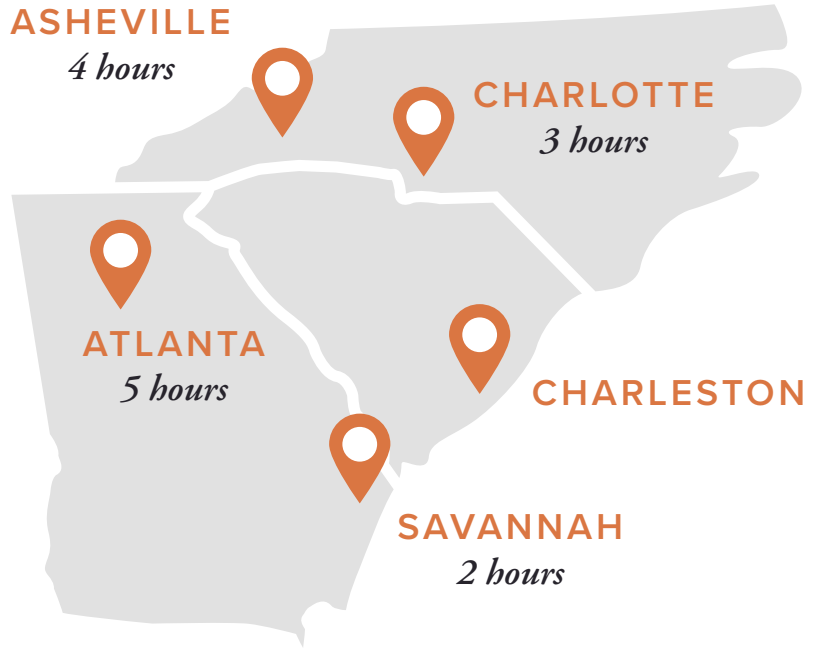 ASHEVILLE
4 hours
CHARLOTTE
3 hours
ATLANTA
5 hours
CHARLESTON
SAVANNAH
2 hours